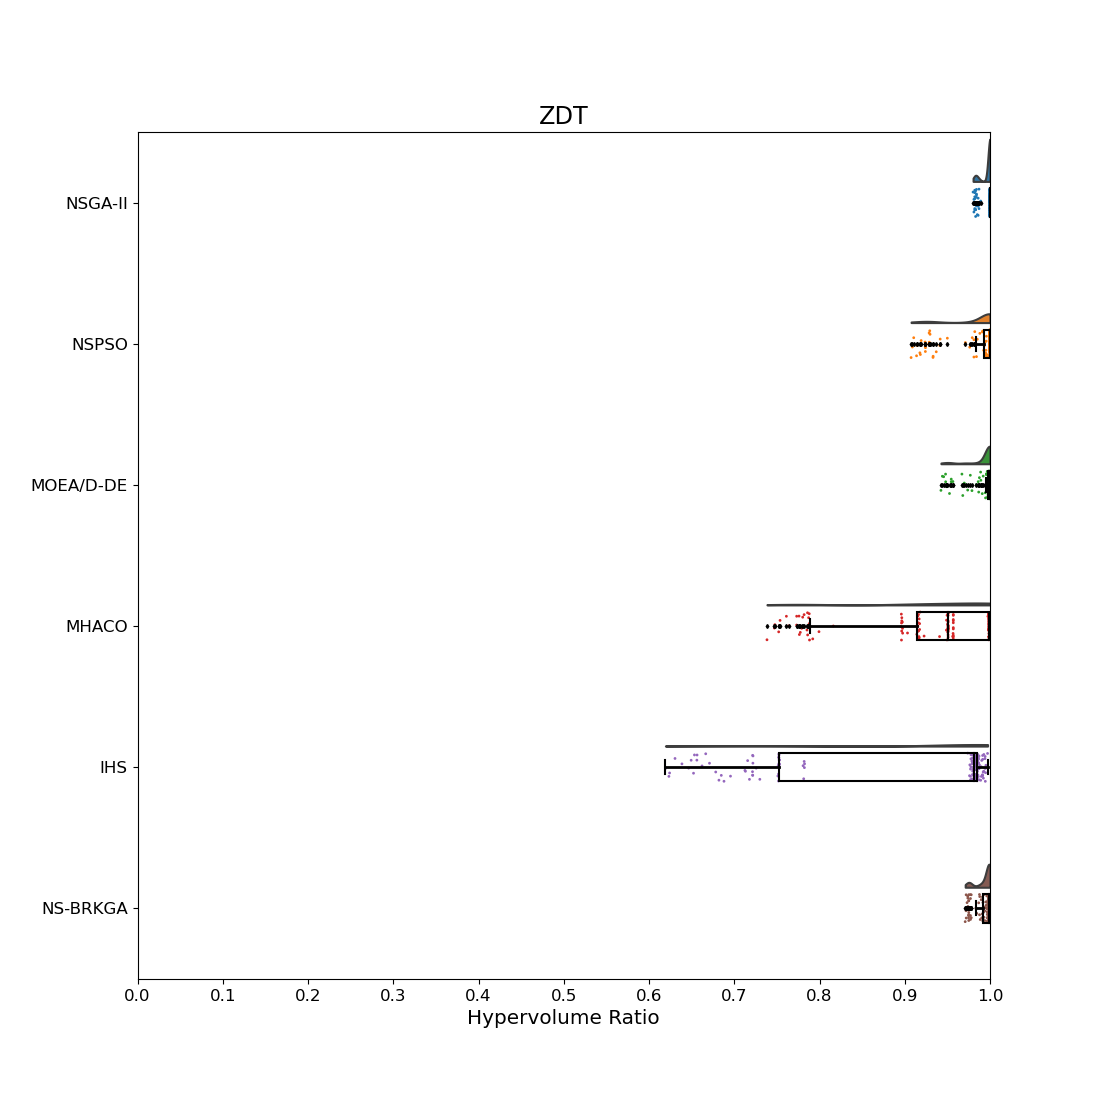 ZDT
NSGA-II
NSPSO
MOEA/D-DE
MHACO
IHS
NS-BRKGA
0.0 0.1 0.2 0.3 0.4 0.5 0.6 0.7 0.8 0.9 1.0
Hypervolume Ratio